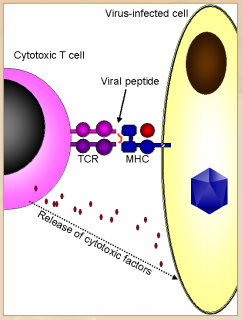 Virus-infected cell
Cytotoxic T cell
Viral peptide
TCR
MHC
Release of cytotoxic factors